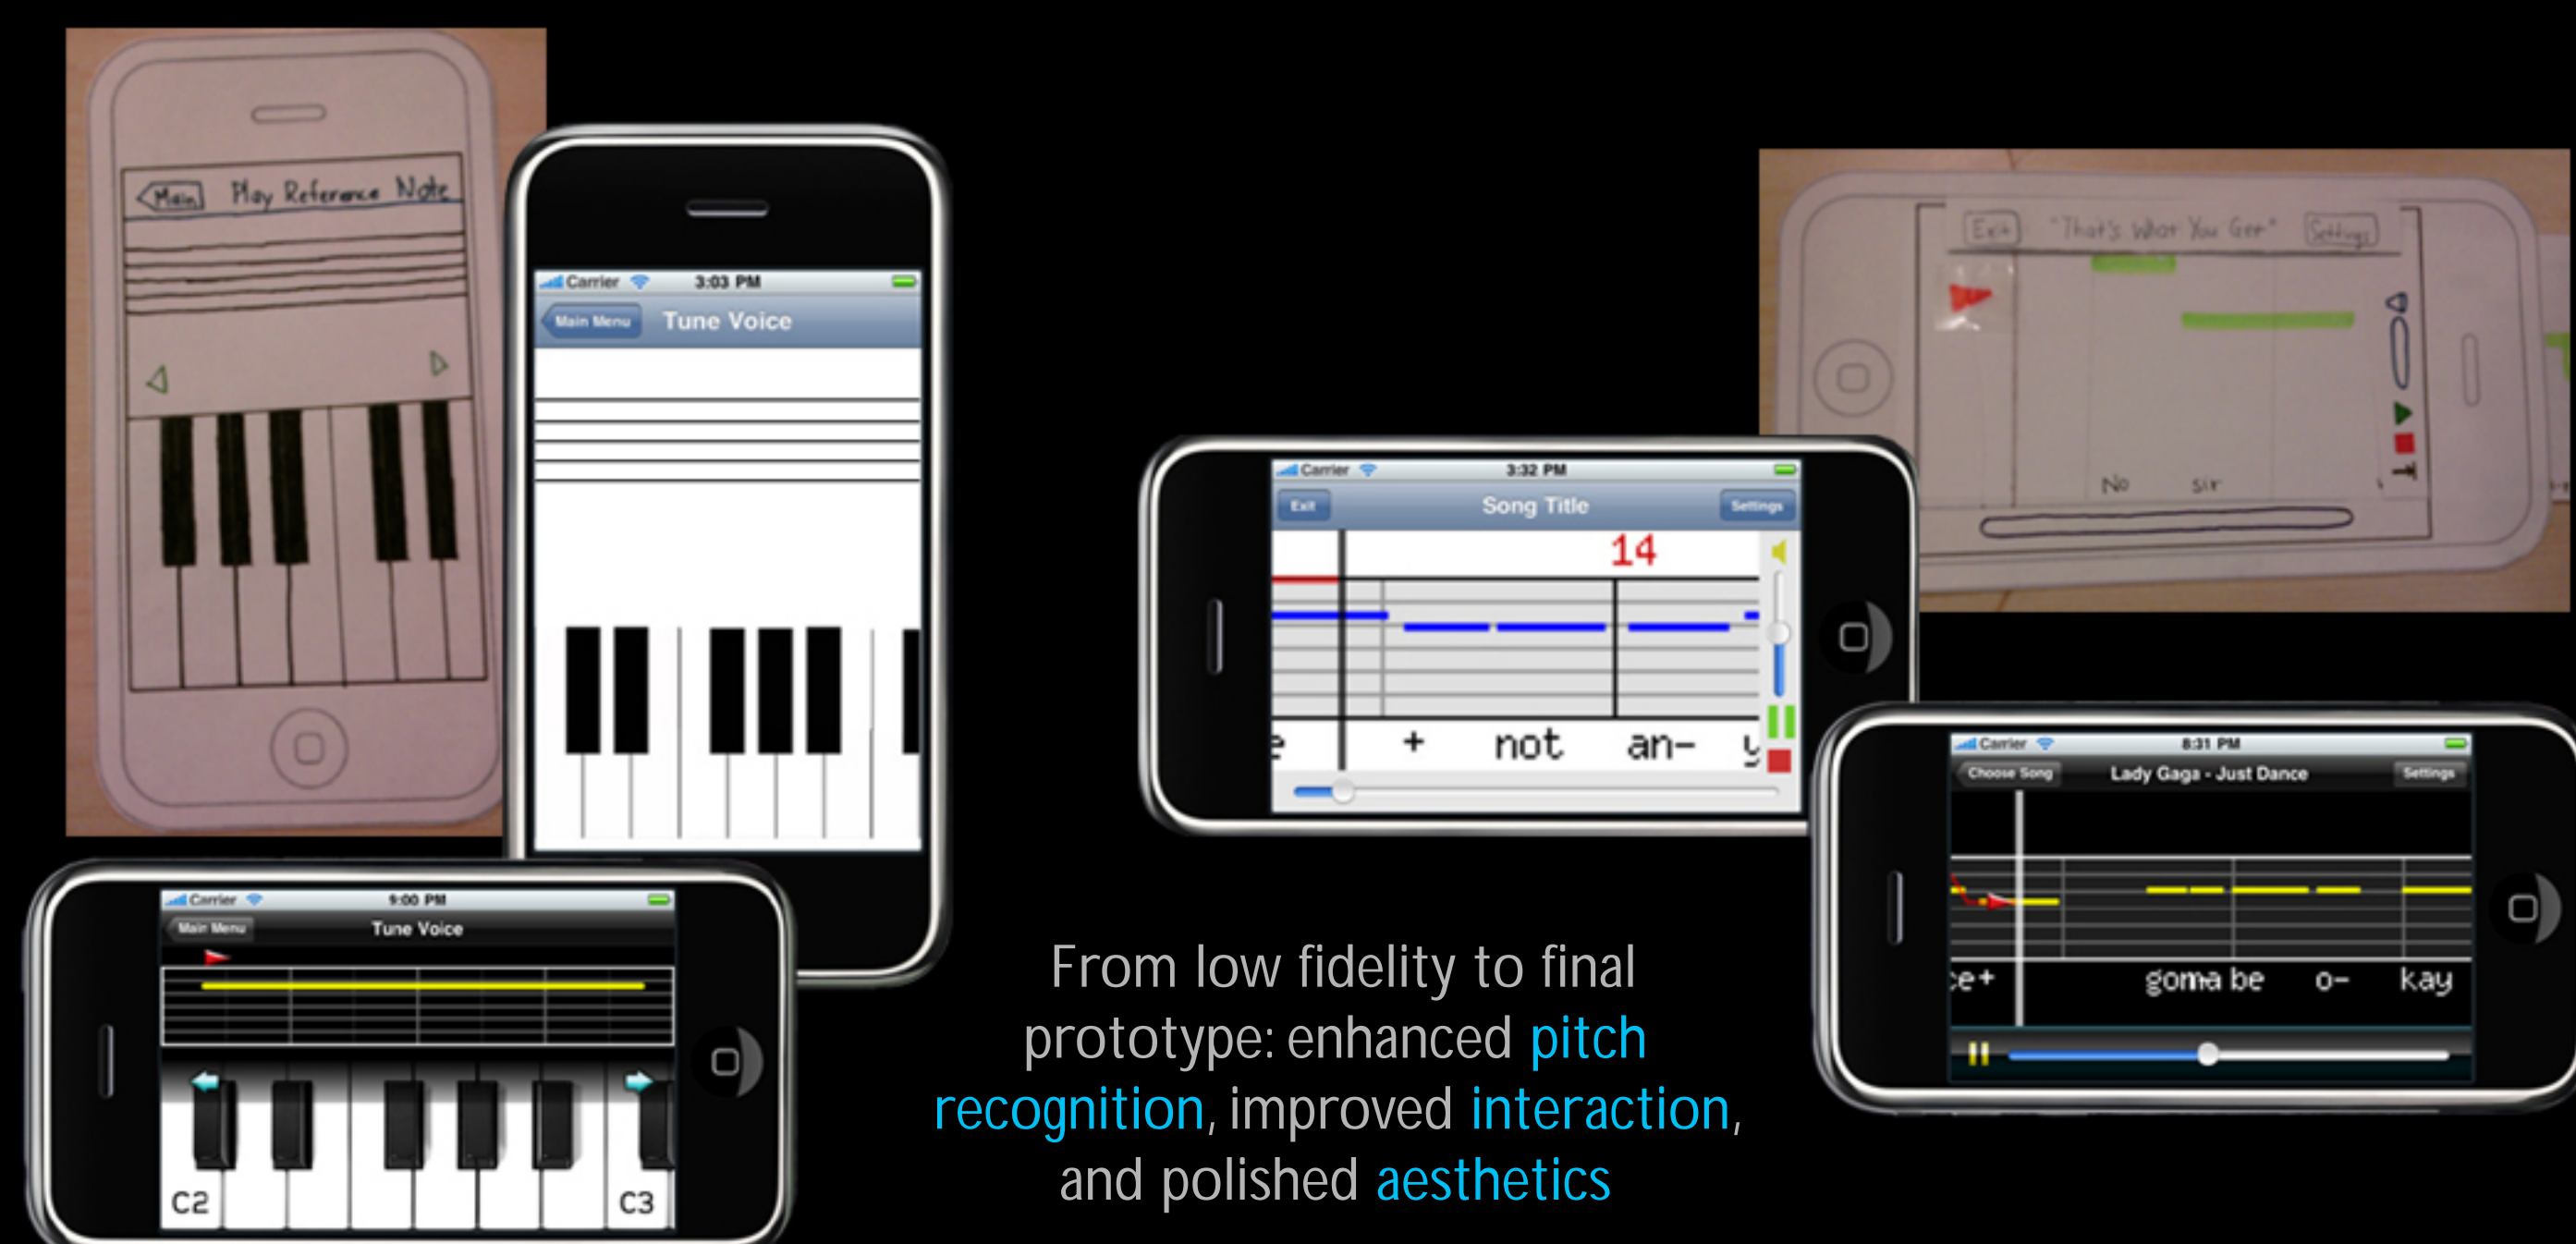 Main Play Reference Note
Carrier 3:03 PM
Main Menu Tune Voice
Carrier 9:00 PM
Main Menu Tune Voice
C2 C3
Exit "That's What You Get" Settings
No sir
Carrier 3:32 PM
Exit Song Title Settings
14
e + not an- y
Carrier 8:31 PM
Choose Song Lady Gaga - Just Dance Settings
ce+ be o- kay
From low fidelity to final
prototype: enhanced pitch
recognition, improved interaction,
and polished aesthetics